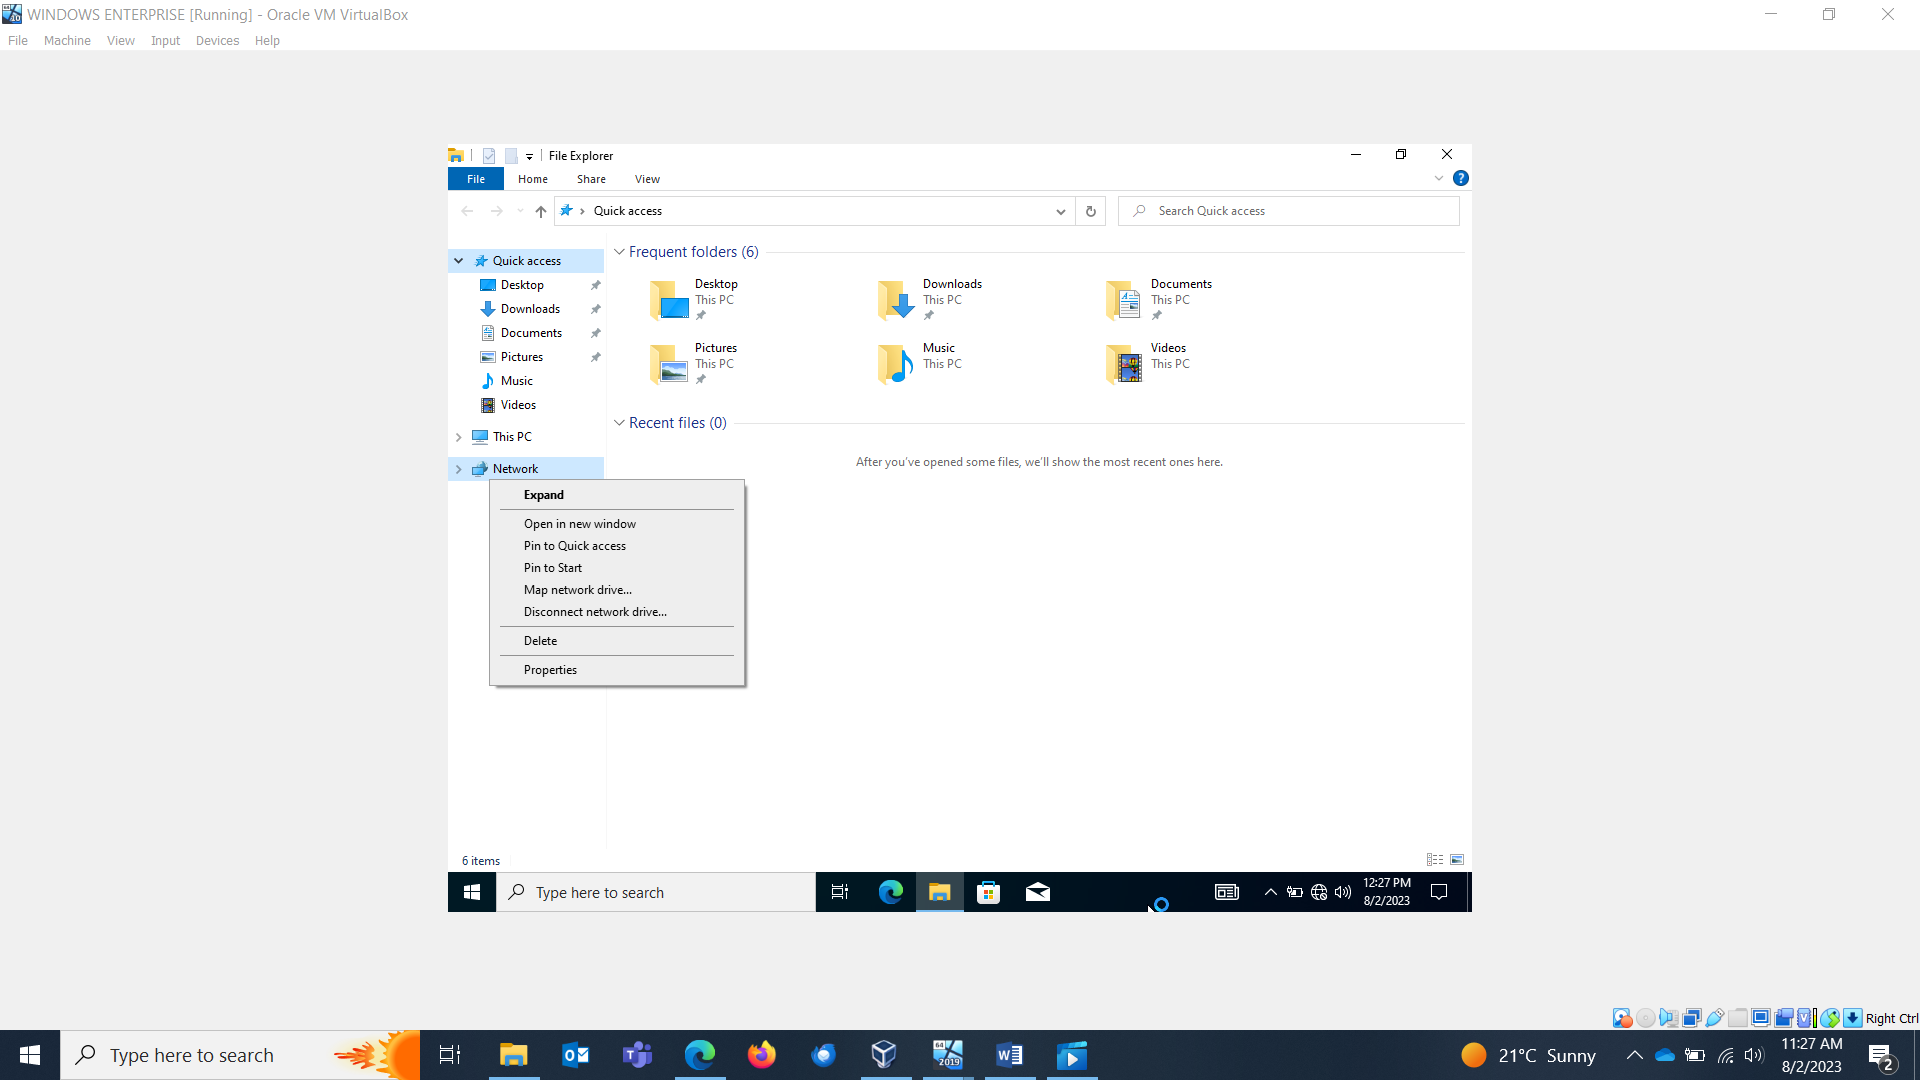 WINDOWS ENTERPRISE [Running] - Oracle VM VirtualBox
File Machine View Input Devices Help
File Explorer
File Home Share View
Quick access
Search Quick access
Quick access
Desktop
Downloads
Documents
Pictures
Music
Videos
This PC
Network
Frequent folders (6)
Desktop
This PC
Downloads
This PC
Documents
This PC
Pictures
This PC
Music
This PC
Videos
This PC
Recent files (0)
After you've opened some files, we'll show the most recent ones here.
Expand
Open in new window
Pin to Quick access
Pin to Start
Map network drive...
Disconnect network drive...
Delete
Properties
6 items
Type here to search
12:27 PM
8/2/2023
Right Ctrl
Type here to search
64
2019
21°C Sunny
11:27 AM
8/2/2023
2